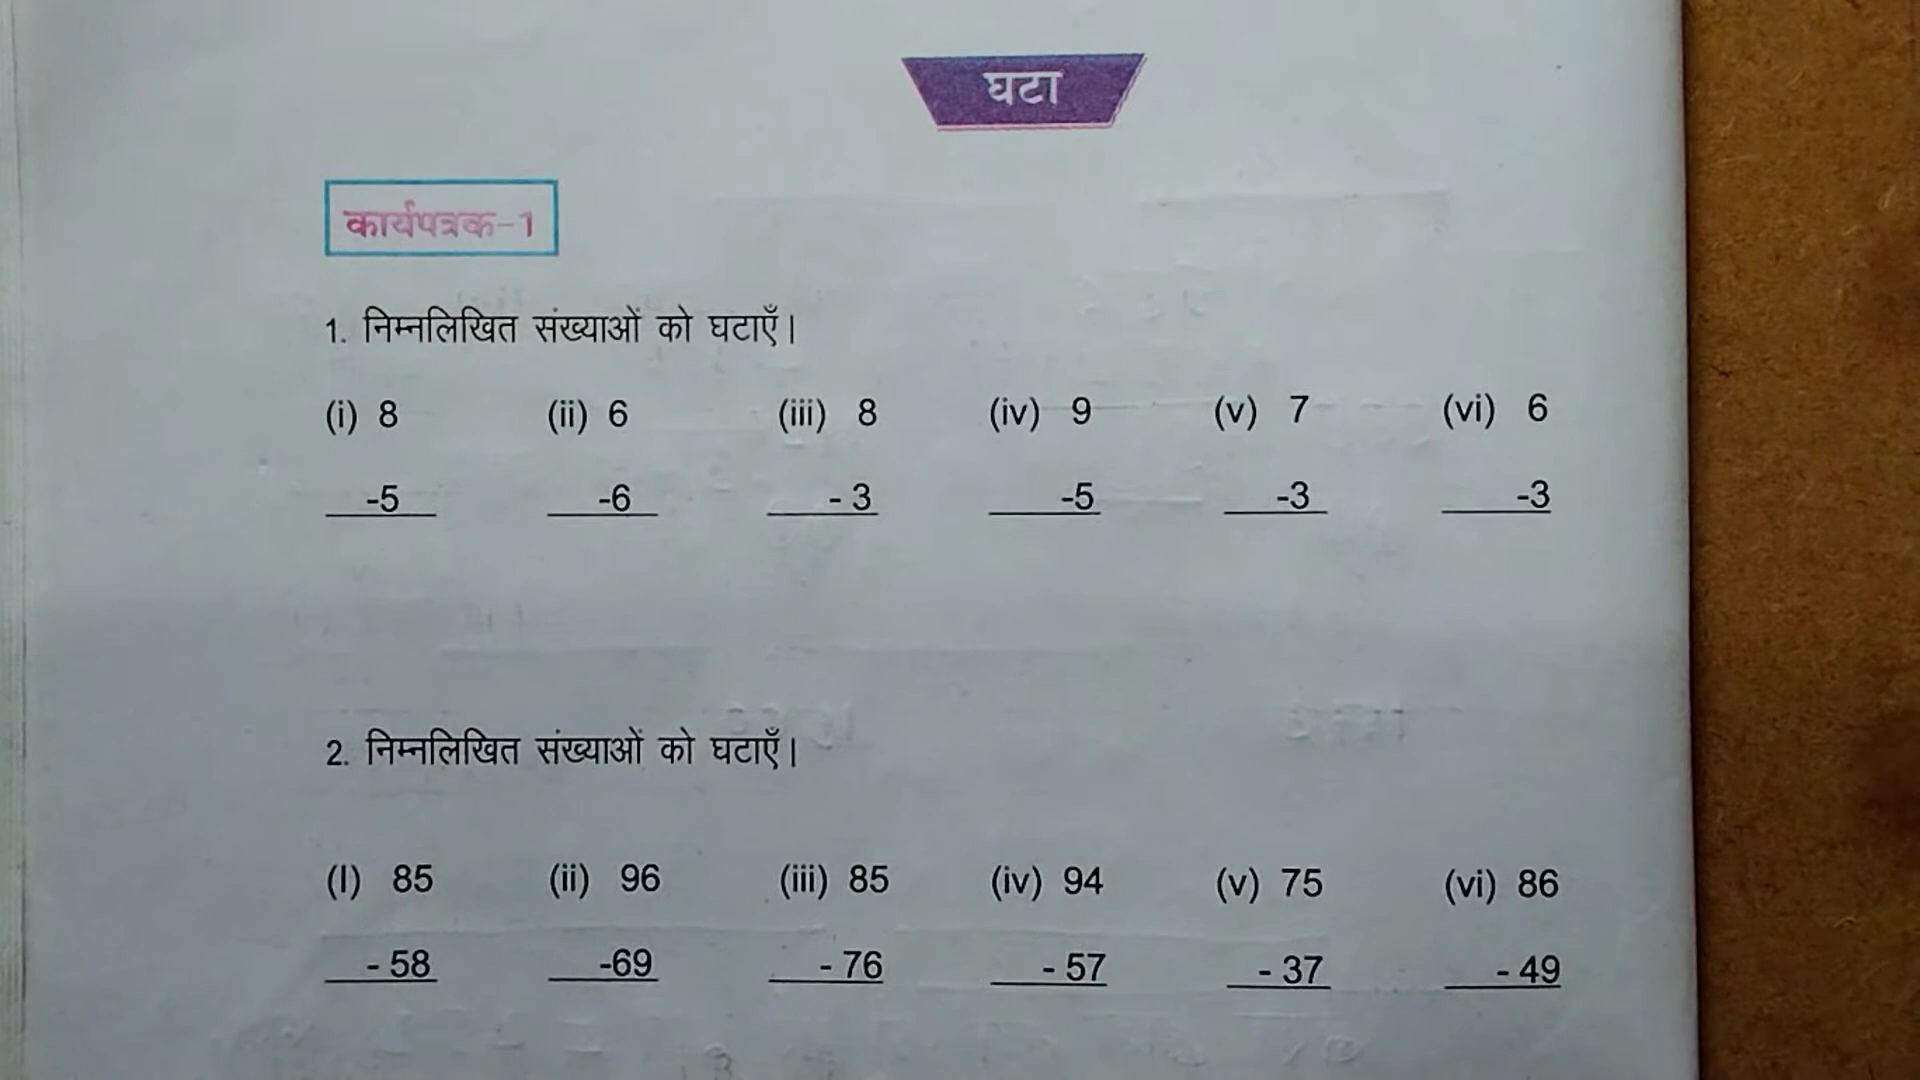 घटा
कार्यपत्रक-1
1. निम्नलिखित संख्याओं को घटाएँ।
(i) 8 (ii) 6 (iii) 8 (iv) 9 (v) 7 (vi) 6
-5 -6 - 3 -5 -3 -3
2. निम्नलिखित संख्याओं को घटाएँ।
(I) 85 (ii) 96 (iii) 85 (iv) 94 (v) 75 (vi) 86
- 58 -69 - 76 - 57 - 37 - 49